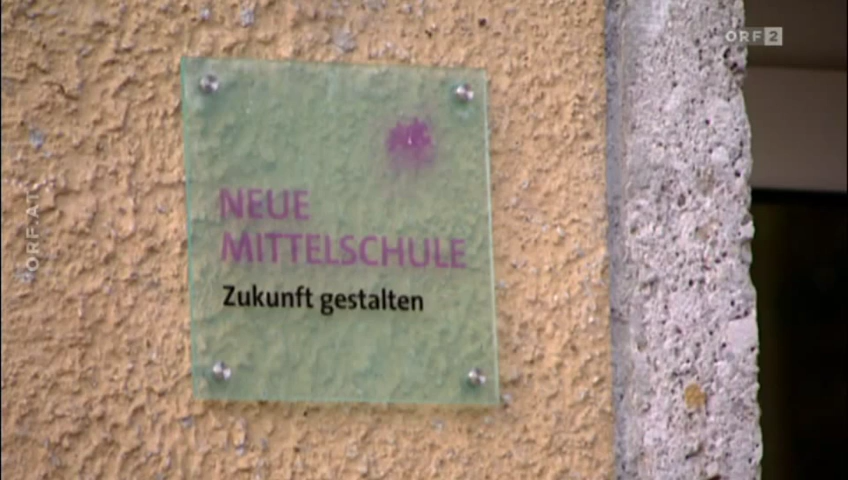 ORF 2
NEUE
MITTELSCHULE
Zukunft gestalten
ORF.AT